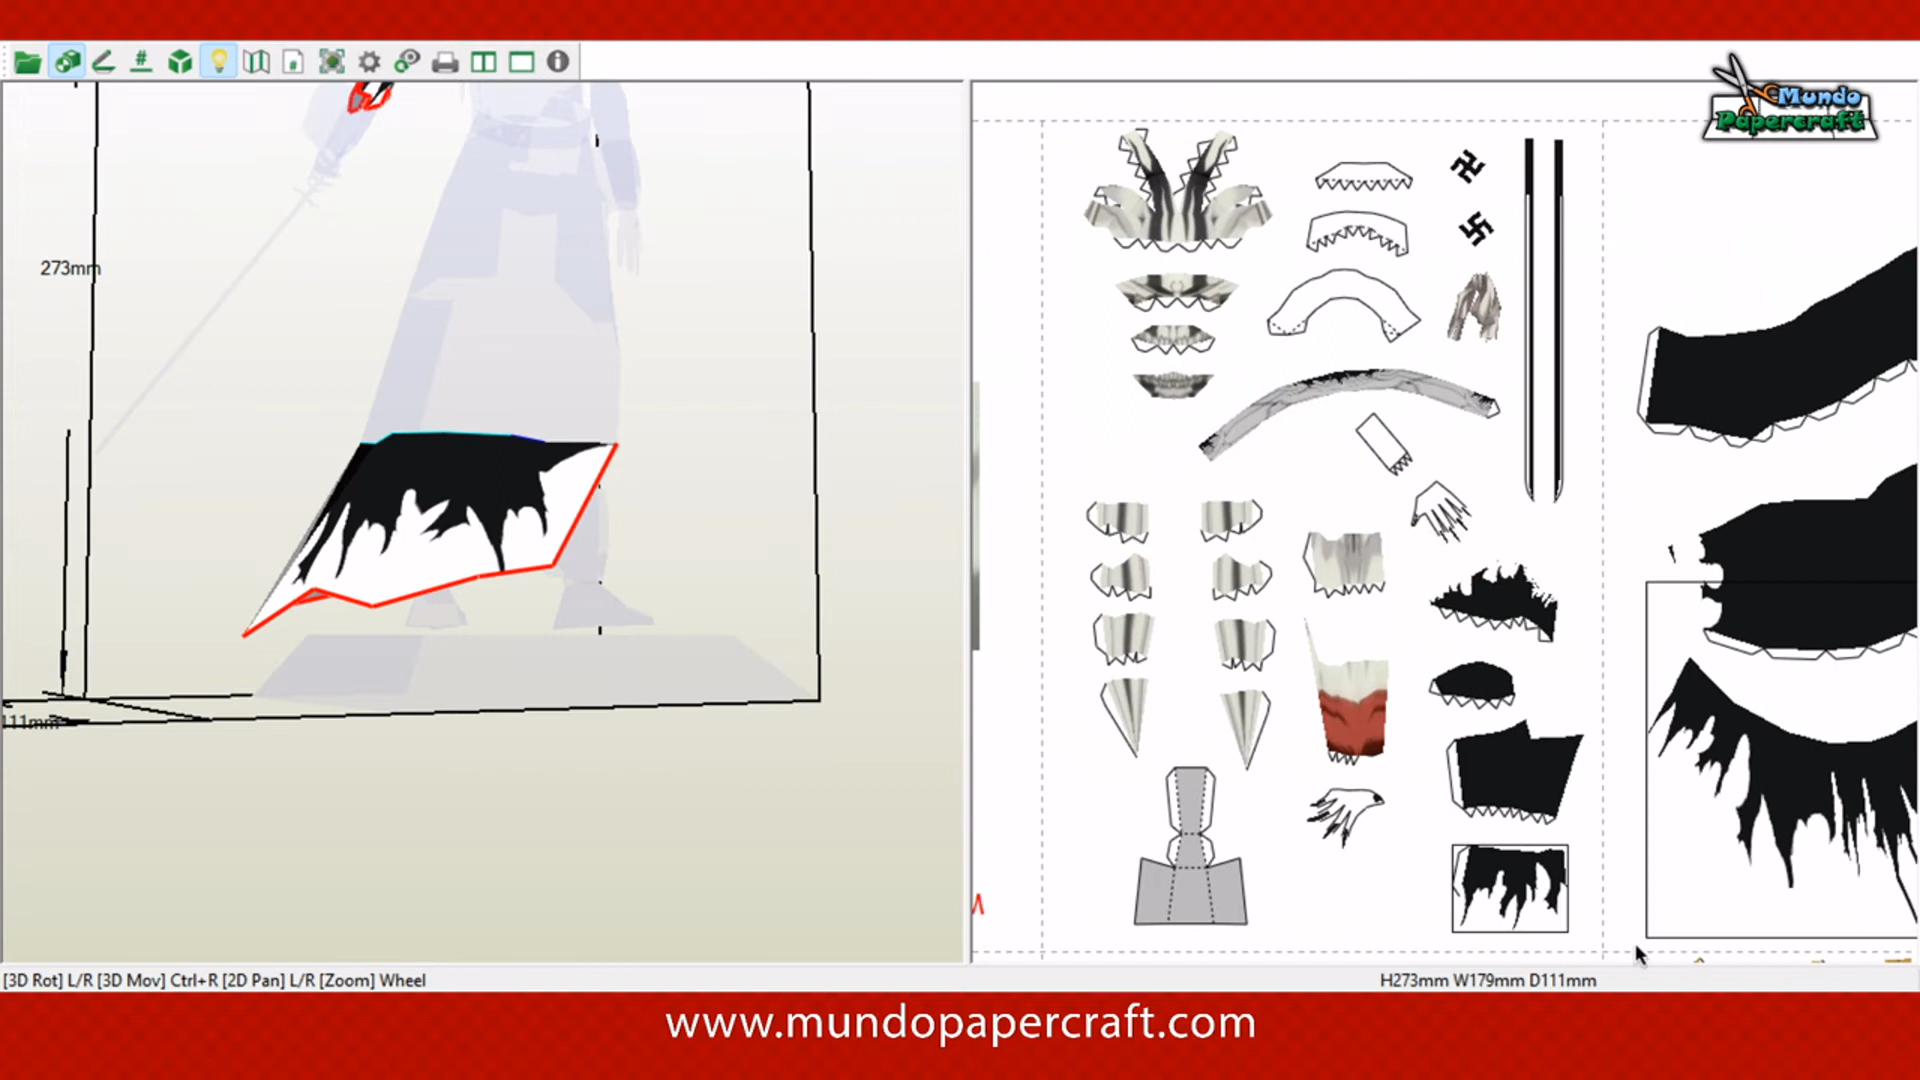 Mundo
Papercraft
273mm
111mm
[3D Rot] L/R [3D Mov] Ctrl+R [2D Pan] L/R [Zoom] Wheel
H273mm W179mm D111mm
www.mundopapercraft.com